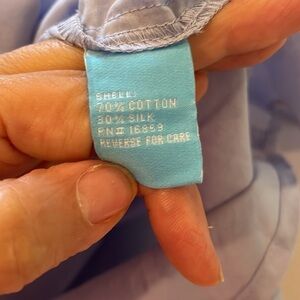 SHELL:
70% COTTON
30% SILK
RN# 16859
REVERSE FOR CARE